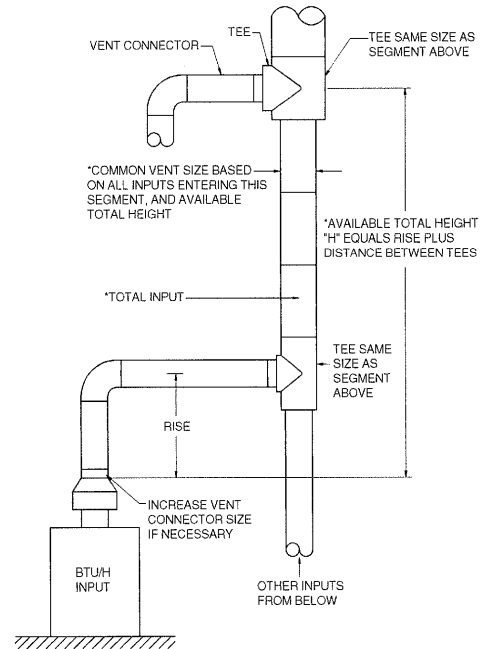 TEE
TEE SAME SIZE AS
SEGMENT ABOVE
VENT CONNECTOR
*COMMON VENT SIZE BASED
ON ALL INPUTS ENTERING THIS
SEGMENT, AND AVAILABLE
TOTAL HEIGHT
*AVAILABLE TOTAL HEIGHT
"H" EQUALS RISE PLUS
DISTANCE BETWEEN TEES
*TOTAL INPUT
TEE SAME
SIZE AS
SEGMENT
ABOVE
RISE
INCREASE VENT
CONNECTOR SIZE
IF NECESSARY
BTU/H
INPUT
OTHER INPUTS
FROM BELOW